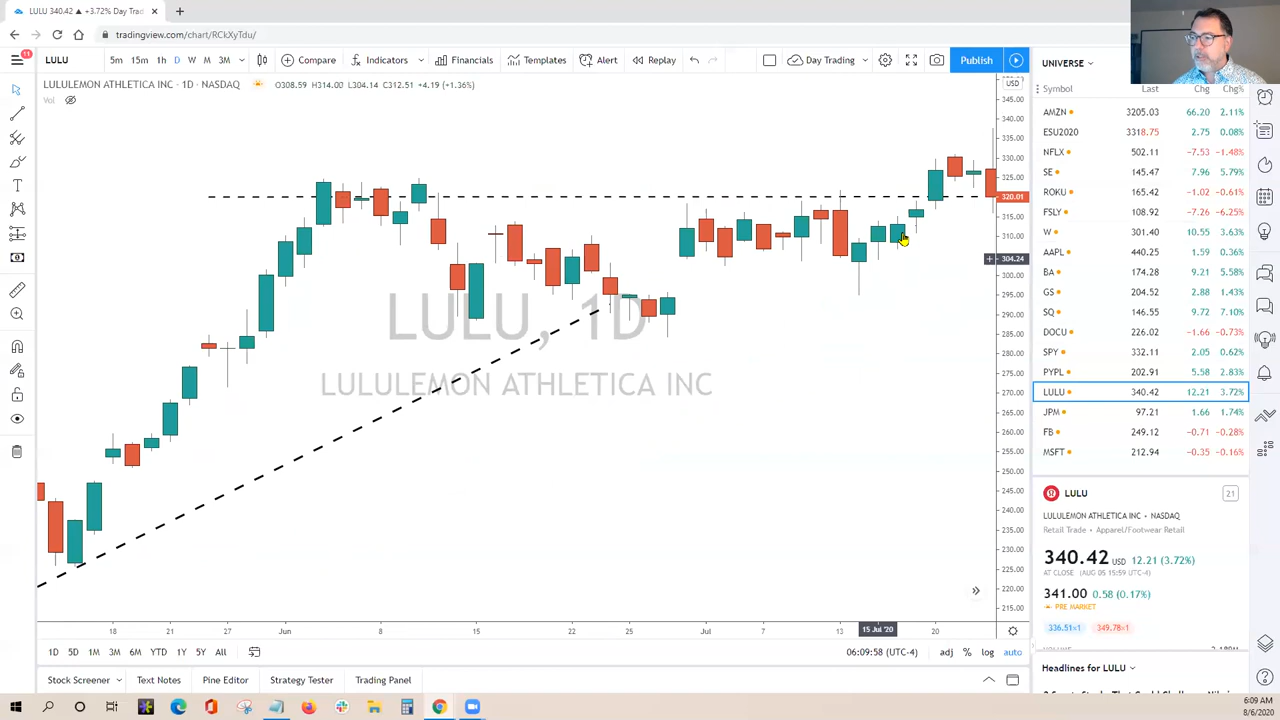 LULU 340.42 ▲ +3.72% Day Trad
tradingview.com/chart/RCkXyTdu/
11
LULU
5m 15m 1h D W M 3M
Compare
Indicators
Financials
Templates
Alert
Replay
Day Trading
Publish
LULULEMON ATHLETICA INC · 1D · NASDAQ
314.00 L304.14 C312.51 +4.19 (+1.36%)
Vol
USD
345.00
340.00
335.00
330.00
325.00
320.01
315.00
310.00
304.24
300.00
295.00
290.00
285.00
280.00
275.00
270.00
265.00
260.00
255.00
250.00
245.00
240.00
235.00
230.00
225.00
220.00
215.00
LULU, 1D
LULULEMON ATHLETICA INC
18 21 27 Jun 8 15 22 25 Jul 7 13 15 Jul '20 20
1D 5D 1M 3M 6M YTD 1Y 5Y All
06:09:58 (UTC-4)
adj % log auto
Stock Screener Text Notes Pine Editor Strategy Tester Trading Panel
UNIVERSE
Symbol Last Chg Chg%
AMZN 3205.03 66.20 2.11%
ESU2020 3318.75 2.75 0.08%
NFLX 502.11 −7.53 −1.48%
SE 145.47 7.96 5.79%
ROKU 165.42 −1.02 −0.61%
FSLY 108.92 −7.26 −6.25%
W 301.40 10.55 3.63%
AAPL 440.25 1.59 0.36%
BA 174.28 9.21 5.58%
GS 204.52 2.88 1.43%
SQ 146.55 9.72 7.10%
DOCU 226.02 −1.66 −0.73%
SPY 332.11 2.05 0.62%
PYPL 202.91 5.58 2.83%
LULU 340.42 12.21 3.72%
JPM 97.21 1.66 1.74%
FB 249.12 −0.71 −0.28%
MSFT 212.94 −0.35 −0.16%
LULU
21
LULULEMON ATHLETICA INC • NASDAQ
Retail Trade • Apparel/Footwear Retail
340.42 USD 12.21 (3.72%)
AT CLOSE (AUG 05 15:59 UTC-4)
341.00 0.58 (0.17%)
PRE MARKET
336.51×1 349.78×1
Headlines for LULU
6:09 AM
8/6/2020